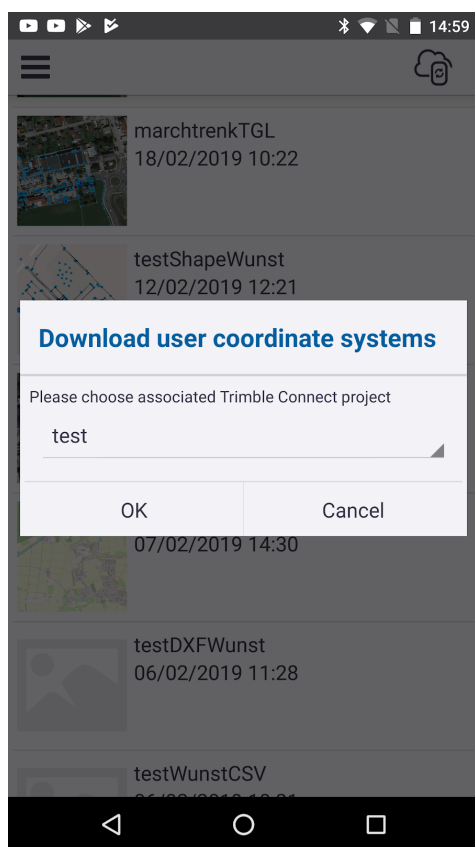 14:59
marchtrenkTGL
18/02/2019 10:22
testShapeWunst
12/02/2019 12:21
Download user coordinate systems
Please choose associated Trimble Connect project
test
OK
Cancel
07/02/2019 14:30
testDXFWunst
06/02/2019 11:28
testWunstCSV